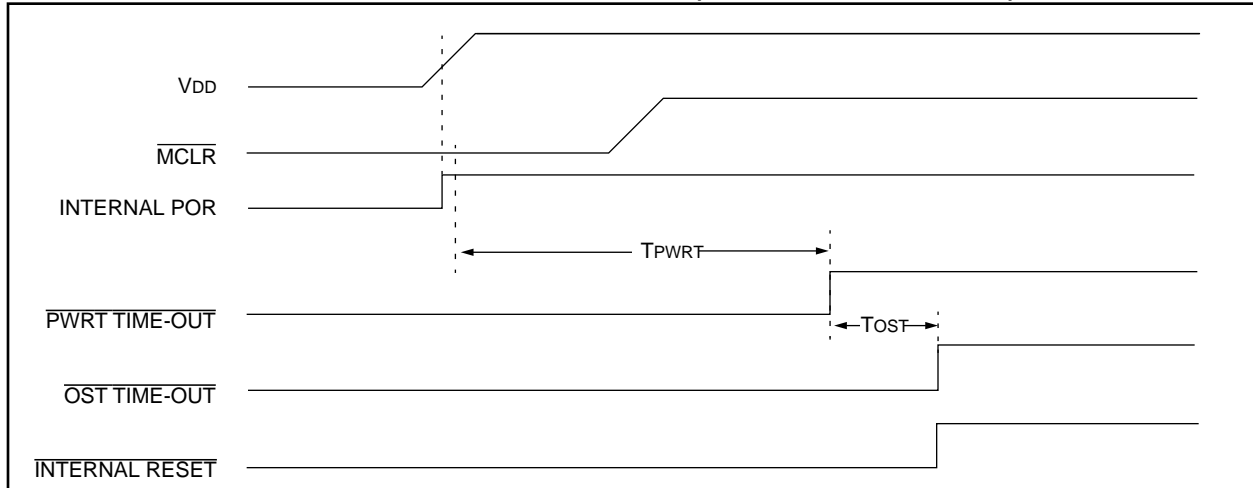 VDD
MCLR
INTERNAL POR
TPWRT
PWRT TIME-OUT
TOST
OST TIME-OUT
INTERNAL RESET